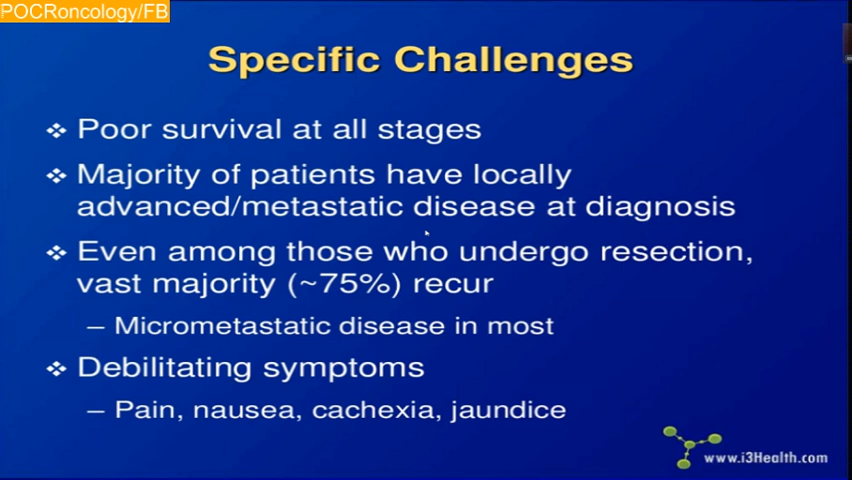 POCRoncology/FB
Specific Challenges
❖ Poor survival at all stages
❖ Majority of patients have locally
advanced/metastatic disease at diagnosis
❖ Even among those who undergo resection,
vast majority (~75%) recur
– Micrometastatic disease in most
❖ Debilitating symptoms
– Pain, nausea, cachexia, jaundice
www.i3Health.com